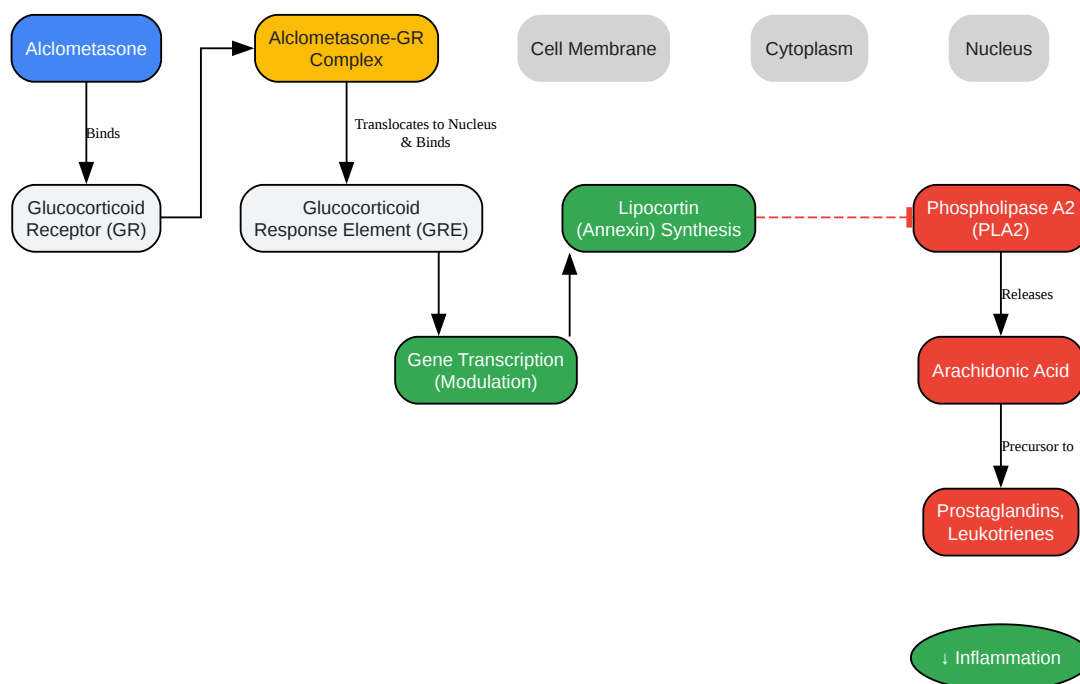 Alclometasone
Alclometasone-GR
Complex
Cell Membrane
Cytoplasm
Nucleus
Binds
Translocates to Nucleus
& Binds
Glucocorticoid
Receptor (GR)
Glucocorticoid
Response Element (GRE)
Lipocortin
(Annexin) Synthesis
Phospholipase A2
(PLA2)
Releases
Gene Transcription
(Modulation)
Arachidonic Acid
Precursor to
Prostaglandins,
Leukotrienes
↓ Inflammation